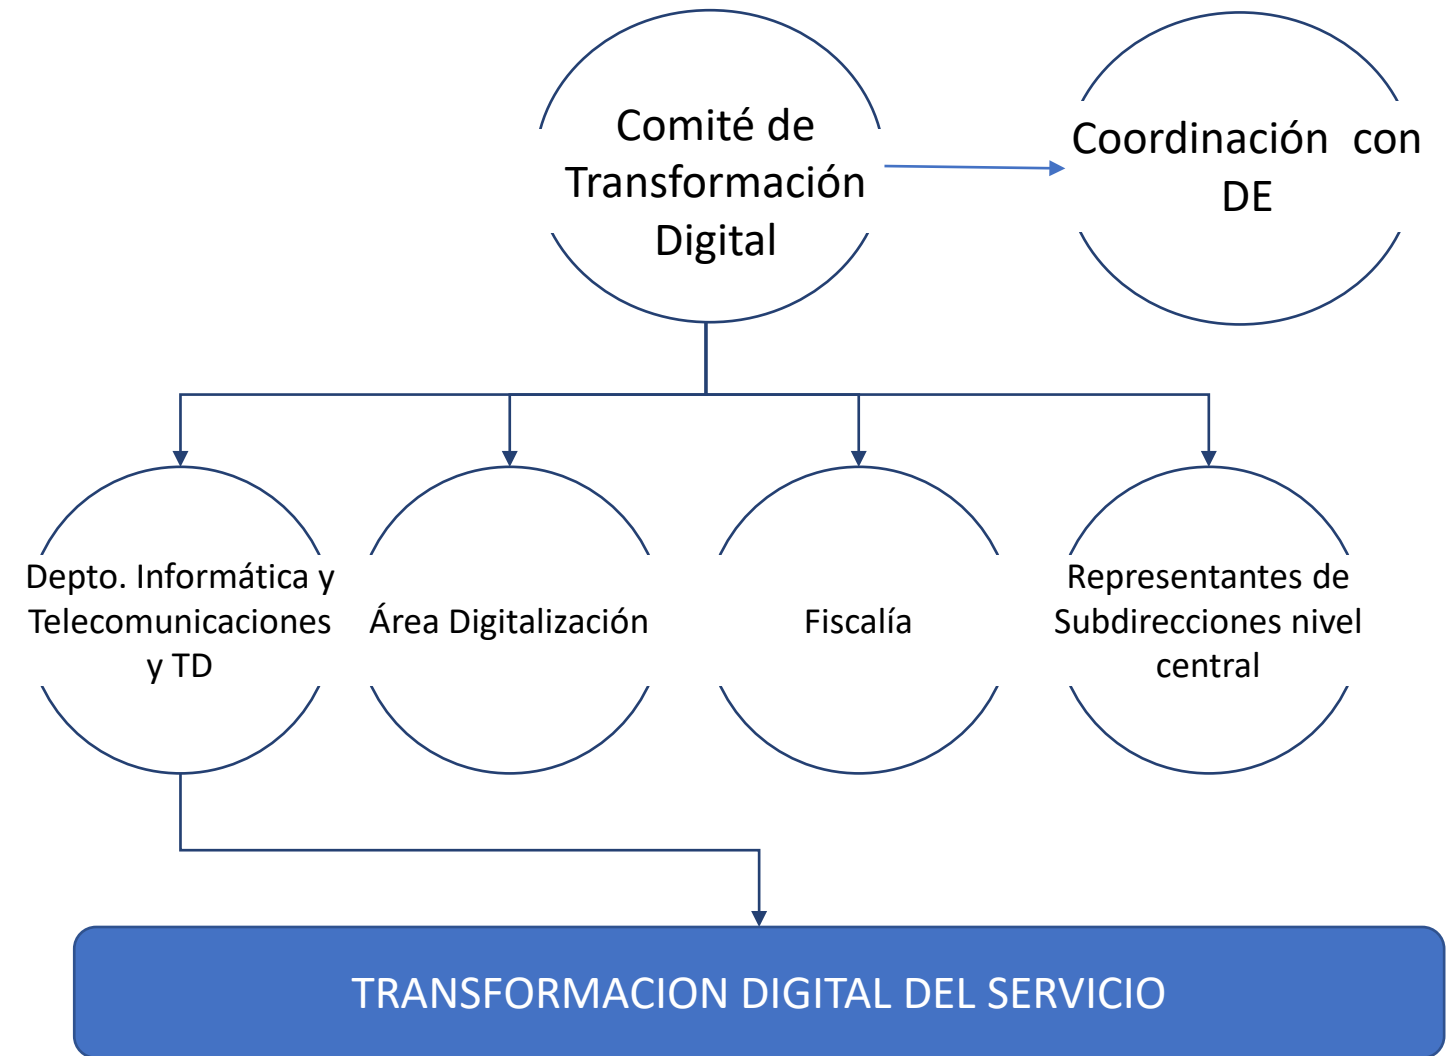 Comité de
Transformación
Digital
Coordinación con
DE
Depto. Informática y
Telecomunicaciones
y TD
Área Digitalización
Fiscalía
Representantes de
Subdirecciones nivel
central
TRANSFORMACION DIGITAL DEL SERVICIO